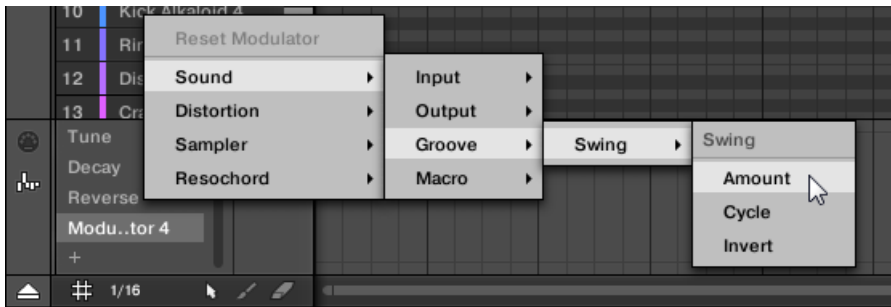 10 Kick Alkaloid 4
11 Rin
12 Dis
13 Cra
Reset Modulator
Sound
Distortion
Sampler
Resochord
Input
Output
Groove
Macro
Swing
Swing
Amount
Cycle
Invert
Tune
Decay
Reverse
Modu..tor 4
+
1/16